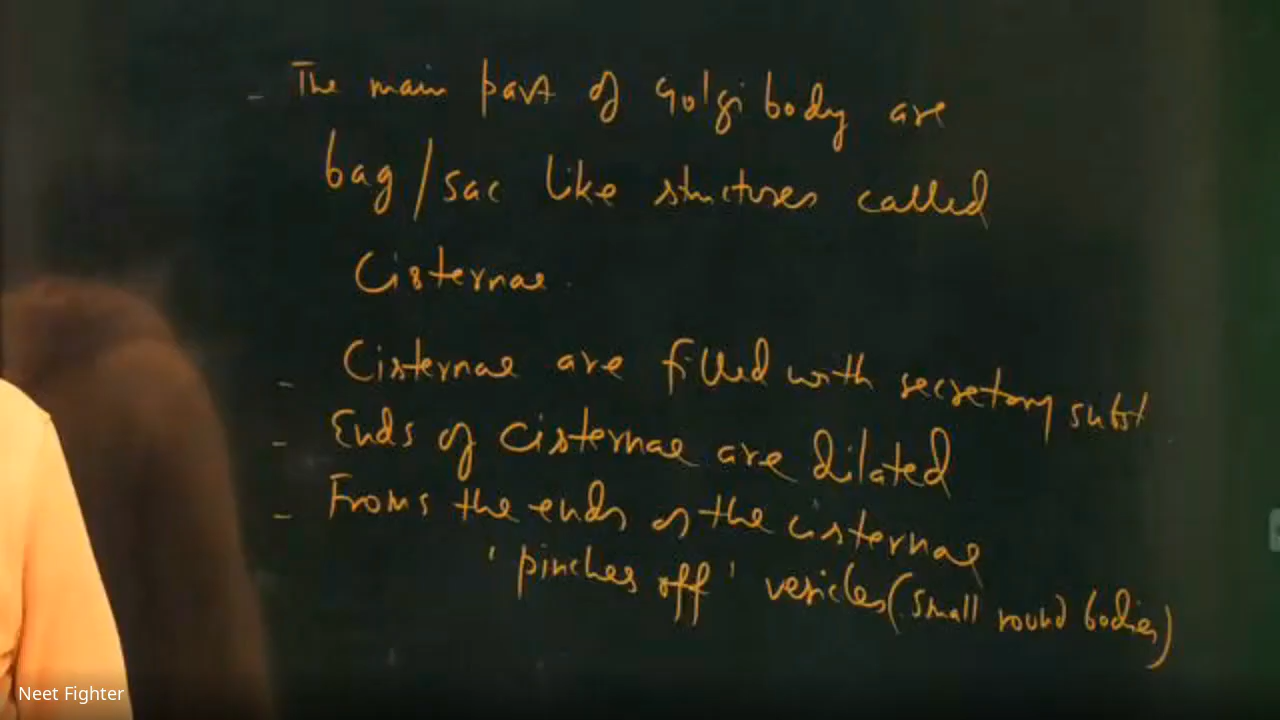 - The main part of Golgi body are
bag/sac like structures called
Cisternae.
- Cisternae are filled with secretory subst
- Ends of cisternae are dilated
- Froms the ends of the cisternae
'pinches off' vesicles (small round bodies)
Neet Fighter